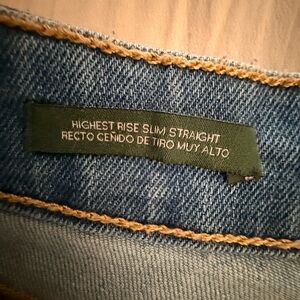 HIGHEST RISE SLIM STRAIGHT
RECTO CEÑIDO DE TIRO MUY ALTO